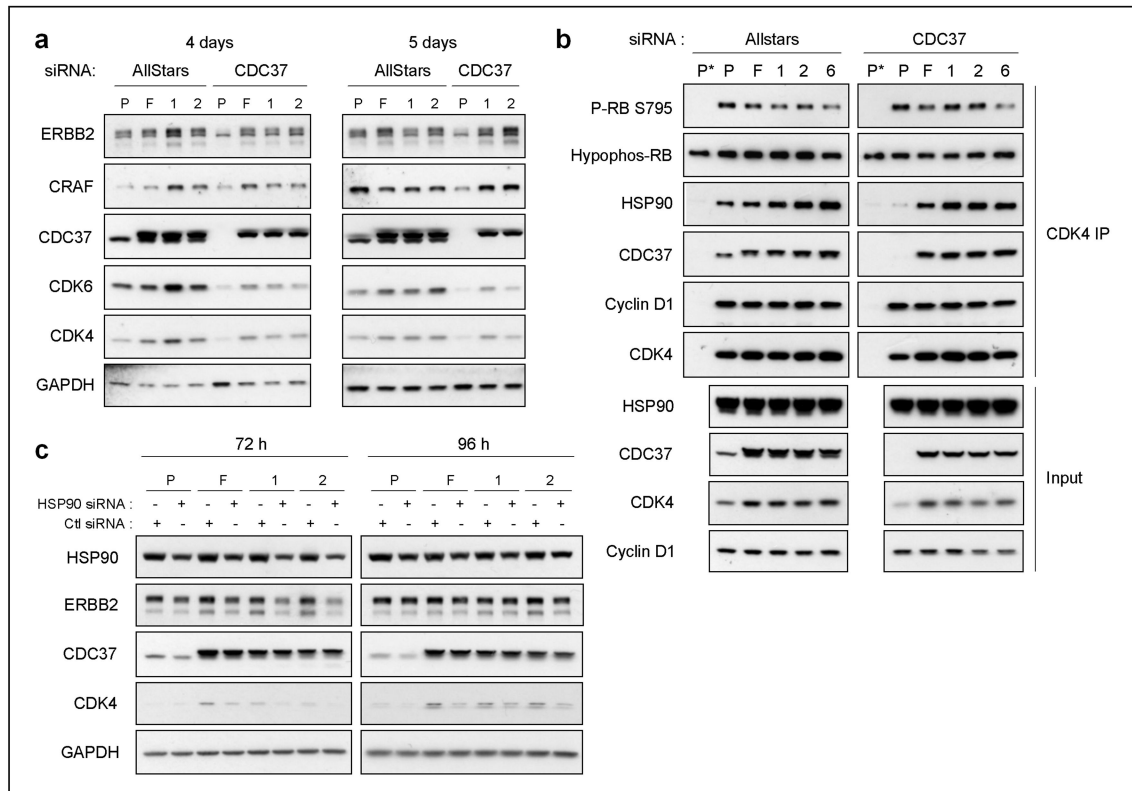 a
4 days 5 days
siRNA: AllStars CDC37 AllStars CDC37
P F 1 2 P F 1 2 P F 1 2 P F 1 2
ERBB2
CRAF
CDC37
CDK6
CDK4
GAPDH
b
siRNA : Allstars CDC37
P* P F 1 2 6 P* P F 1 2 6
P-RB S795
Hypophos-RB
HSP90
CDC37
Cyclin D1
CDK4
CDK4 IP
HSP90
CDC37
CDK4
Cyclin D1
Input
c
72 h 96 h
P F 1 2 P F 1 2
HSP90 siRNA : - + - + - + - + - + - + - + - +
Ctl siRNA : + - + - + - + - + - + - + - + -
HSP90
ERBB2
CDC37
CDK4
GAPDH